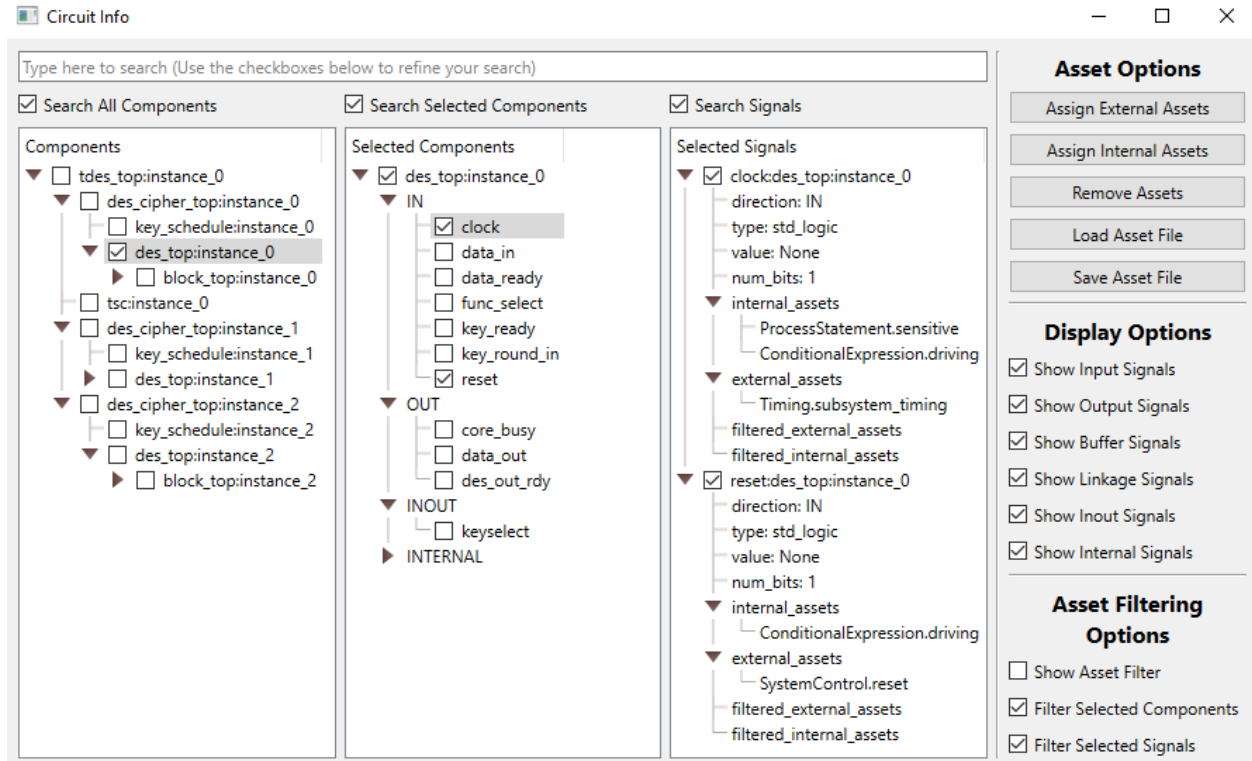 Circuit Info
Type here to search (Use the checkboxes below to refine your search)
Search All Components
Search Selected Components
Search Signals
Components
tdes_top:instance_0
des_cipher_top:instance_0
key_schedule:instance_0
des_top:instance_0
block_top:instance_0
tsc:instance_0
des_cipher_top:instance_1
key_schedule:instance_1
des_top:instance_1
des_cipher_top:instance_2
key_schedule:instance_2
des_top:instance_2
block_top:instance_2
Selected Components
des_top:instance_0
IN
clock
data_in
data_ready
func_select
key_ready
key_round_in
reset
OUT
core_busy
data_out
des_out_rdy
INOUT
keyselect
INTERNAL
Selected Signals
clock:des_top:instance_0
direction: IN
type: std_logic
value: None
num_bits: 1
internal_assets
ProcessStatement.sensitive
ConditionalExpression.driving
external_assets
Timing.subsystem_timing
filtered_external_assets
filtered_internal_assets
reset:des_top:instance_0
direction: IN
type: std_logic
value: None
num_bits: 1
internal_assets
ConditionalExpression.driving
external_assets
SystemControl.reset
filtered_external_assets
filtered_internal_assets
Asset Options
Assign External Assets
Assign Internal Assets
Remove Assets
Load Asset File
Save Asset File
Display Options
Show Input Signals
Show Output Signals
Show Buffer Signals
Show Linkage Signals
Show Inout Signals
Show Internal Signals
Asset Filtering
Options
Show Asset Filter
Filter Selected Components
Filter Selected Signals